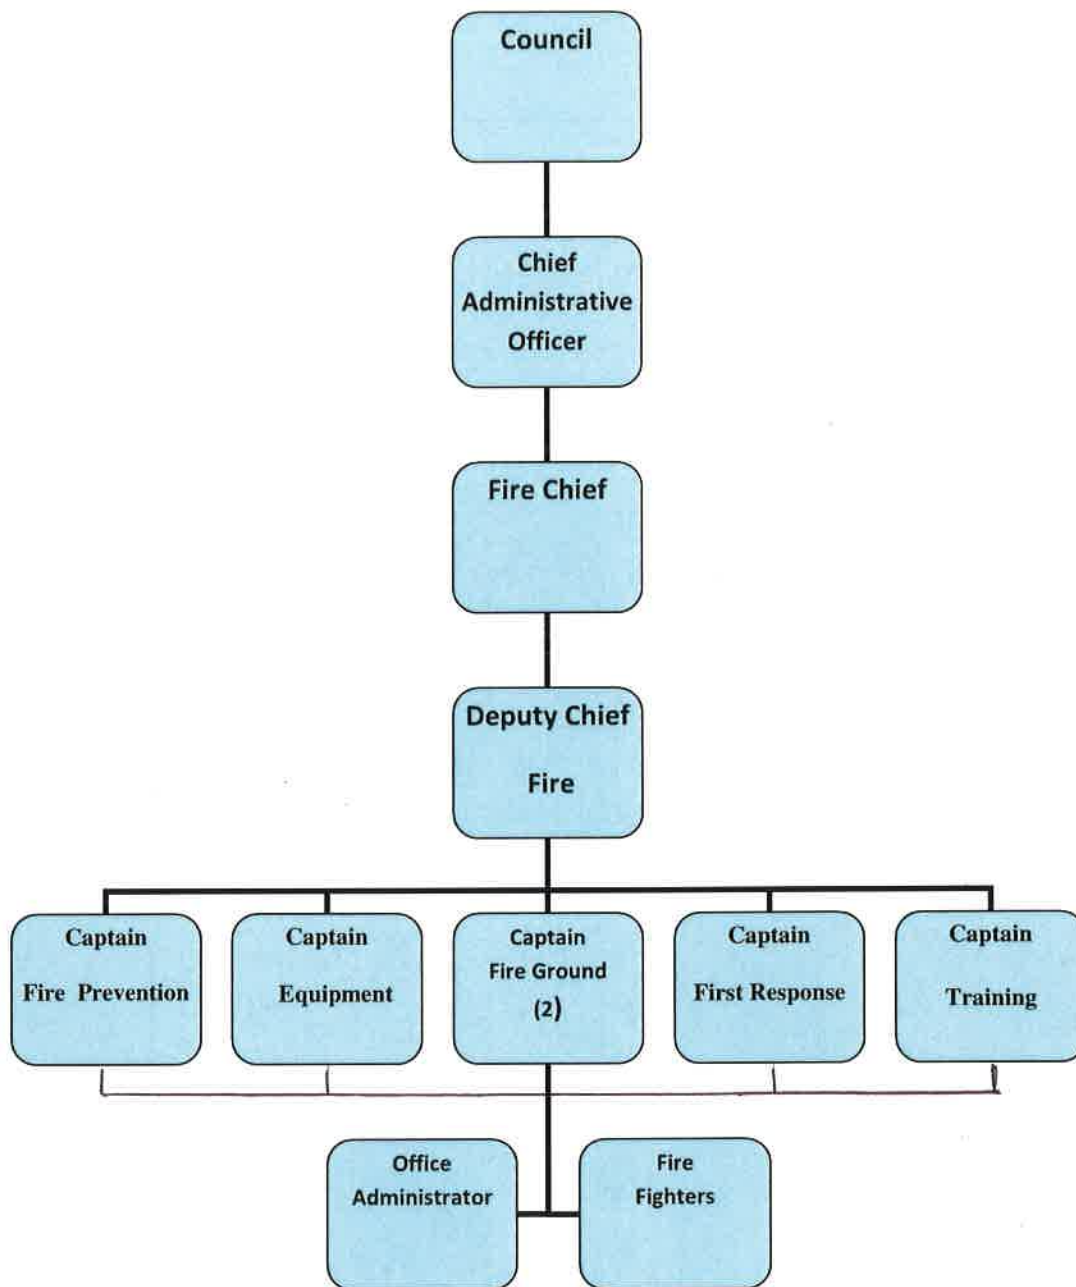 Council
Chief
Administrative
Officer
Fire Chief
Deputy Chief
Fire
Captain
Fire Prevention
Captain
Equipment
Captain
Fire Ground
(2)
Captain
First Response
Captain
Training
Office
Administrator
Fire
Fighters